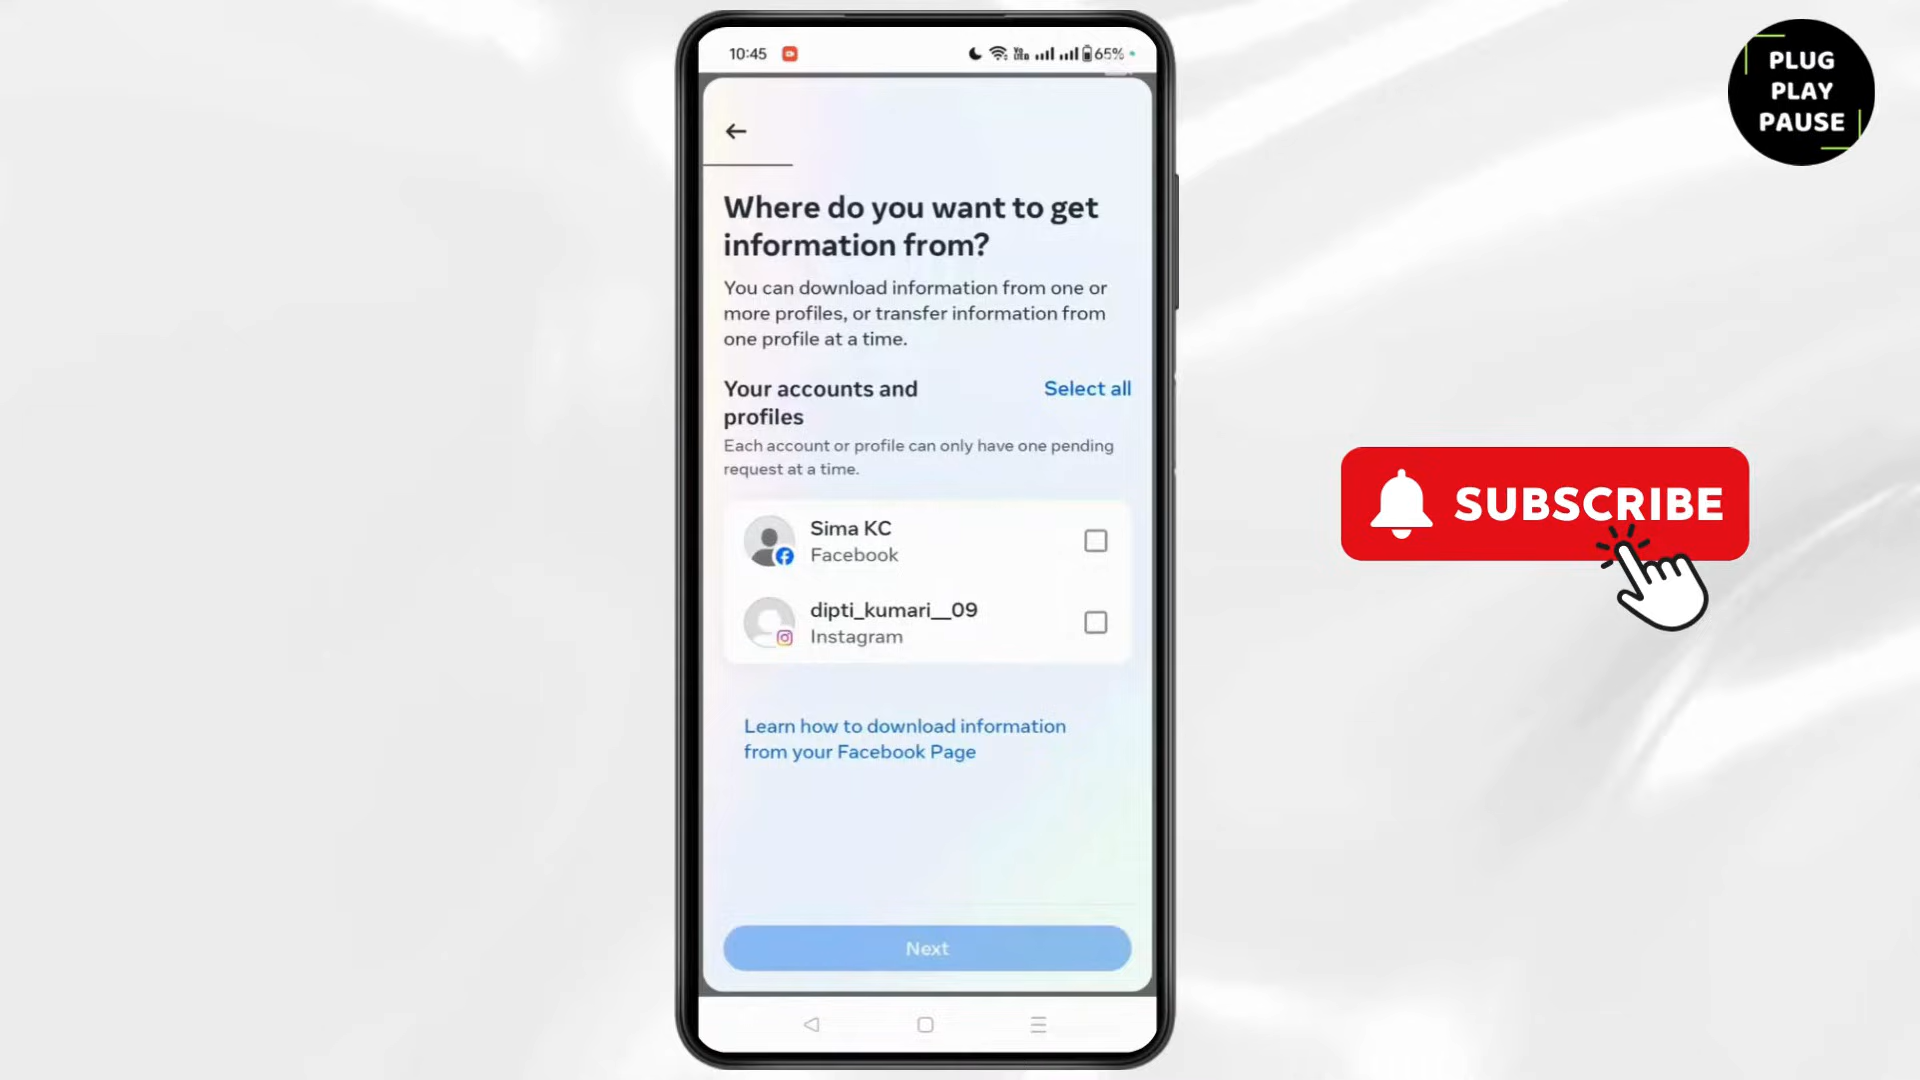 10:45
65%
PLUG
PLAY
PAUSE
Where do you want to get
information from?
You can download information from one or
more profiles, or transfer information from
one profile at a time.
Your accounts and
profiles
Select all
Each account or profile can only have one pending
request at a time.
Sima KC
Facebook
dipti_kumari__09
Instagram
SUBSCRIBE
Learn how to download information
from your Facebook Page
Next